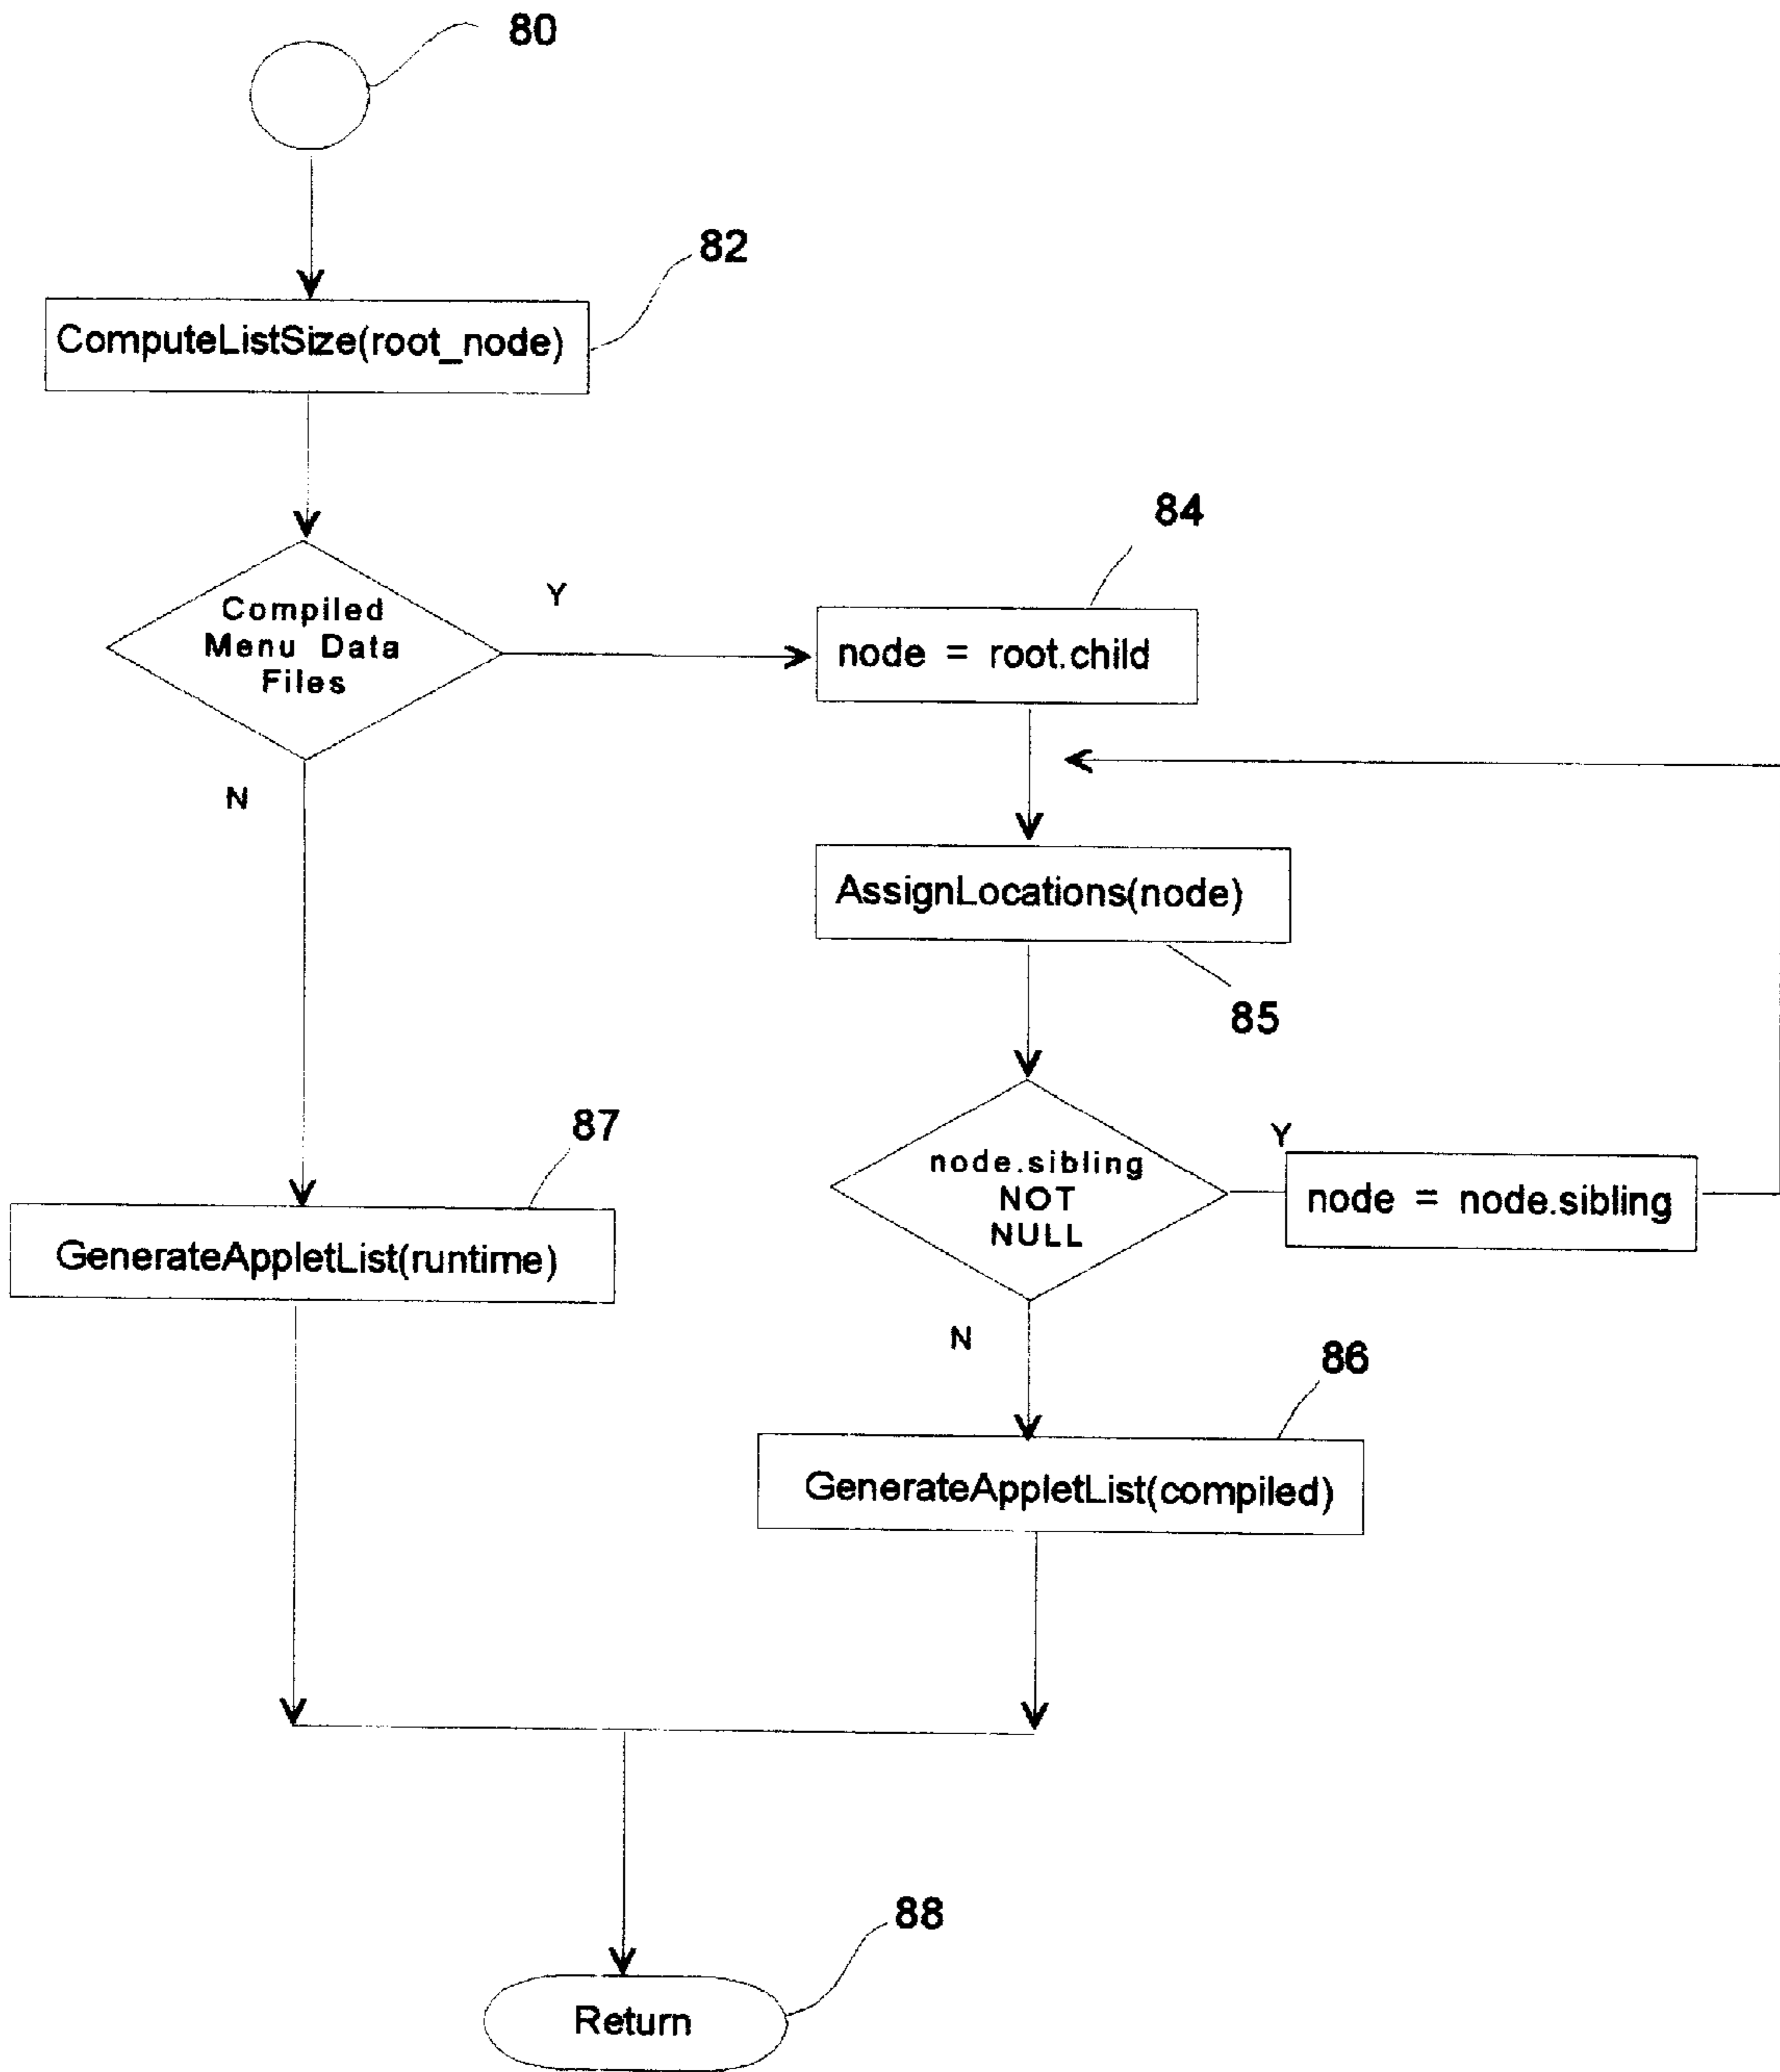 80
82
ComputeListSize(root_node)
84
Compiled
Menu Data
Files
Y
node = root.child
N
AssignLocations(node)
85
87
node.sibling
NOT
NULL
Y
node = node.sibling
GenerateAppletList(runtime)
N
86
GenerateAppletList(compiled)
88
Return